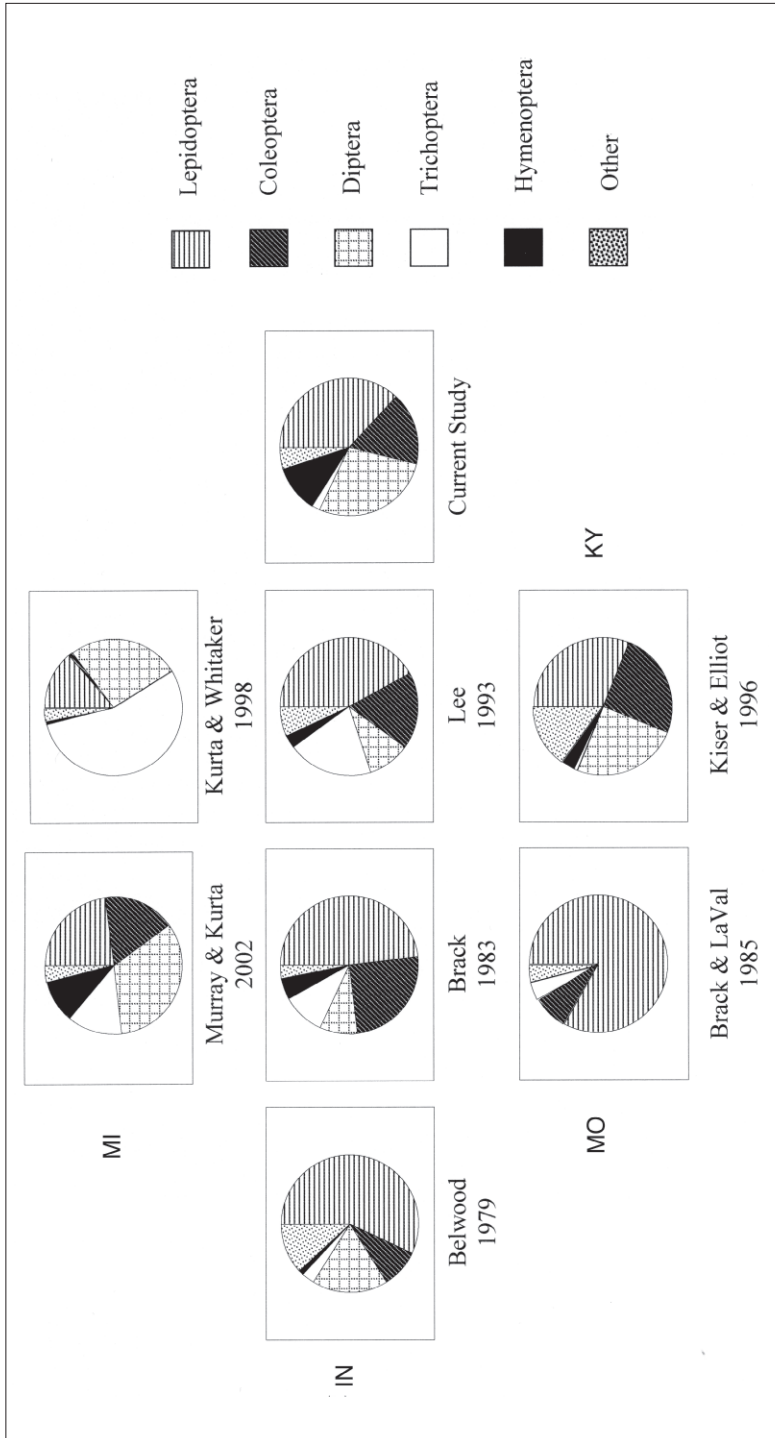 MI
Murray & Kurta
2002
Kurta & Whitaker
1998
IN
Belwood
1979
Brack
1983
Lee
1993
Current Study
MO
Brack & LaVal
1985
Kiser & Elliot
1996
KY
Lepidoptera
Coleoptera
Diptera
Trichoptera
Hymenoptera
Other